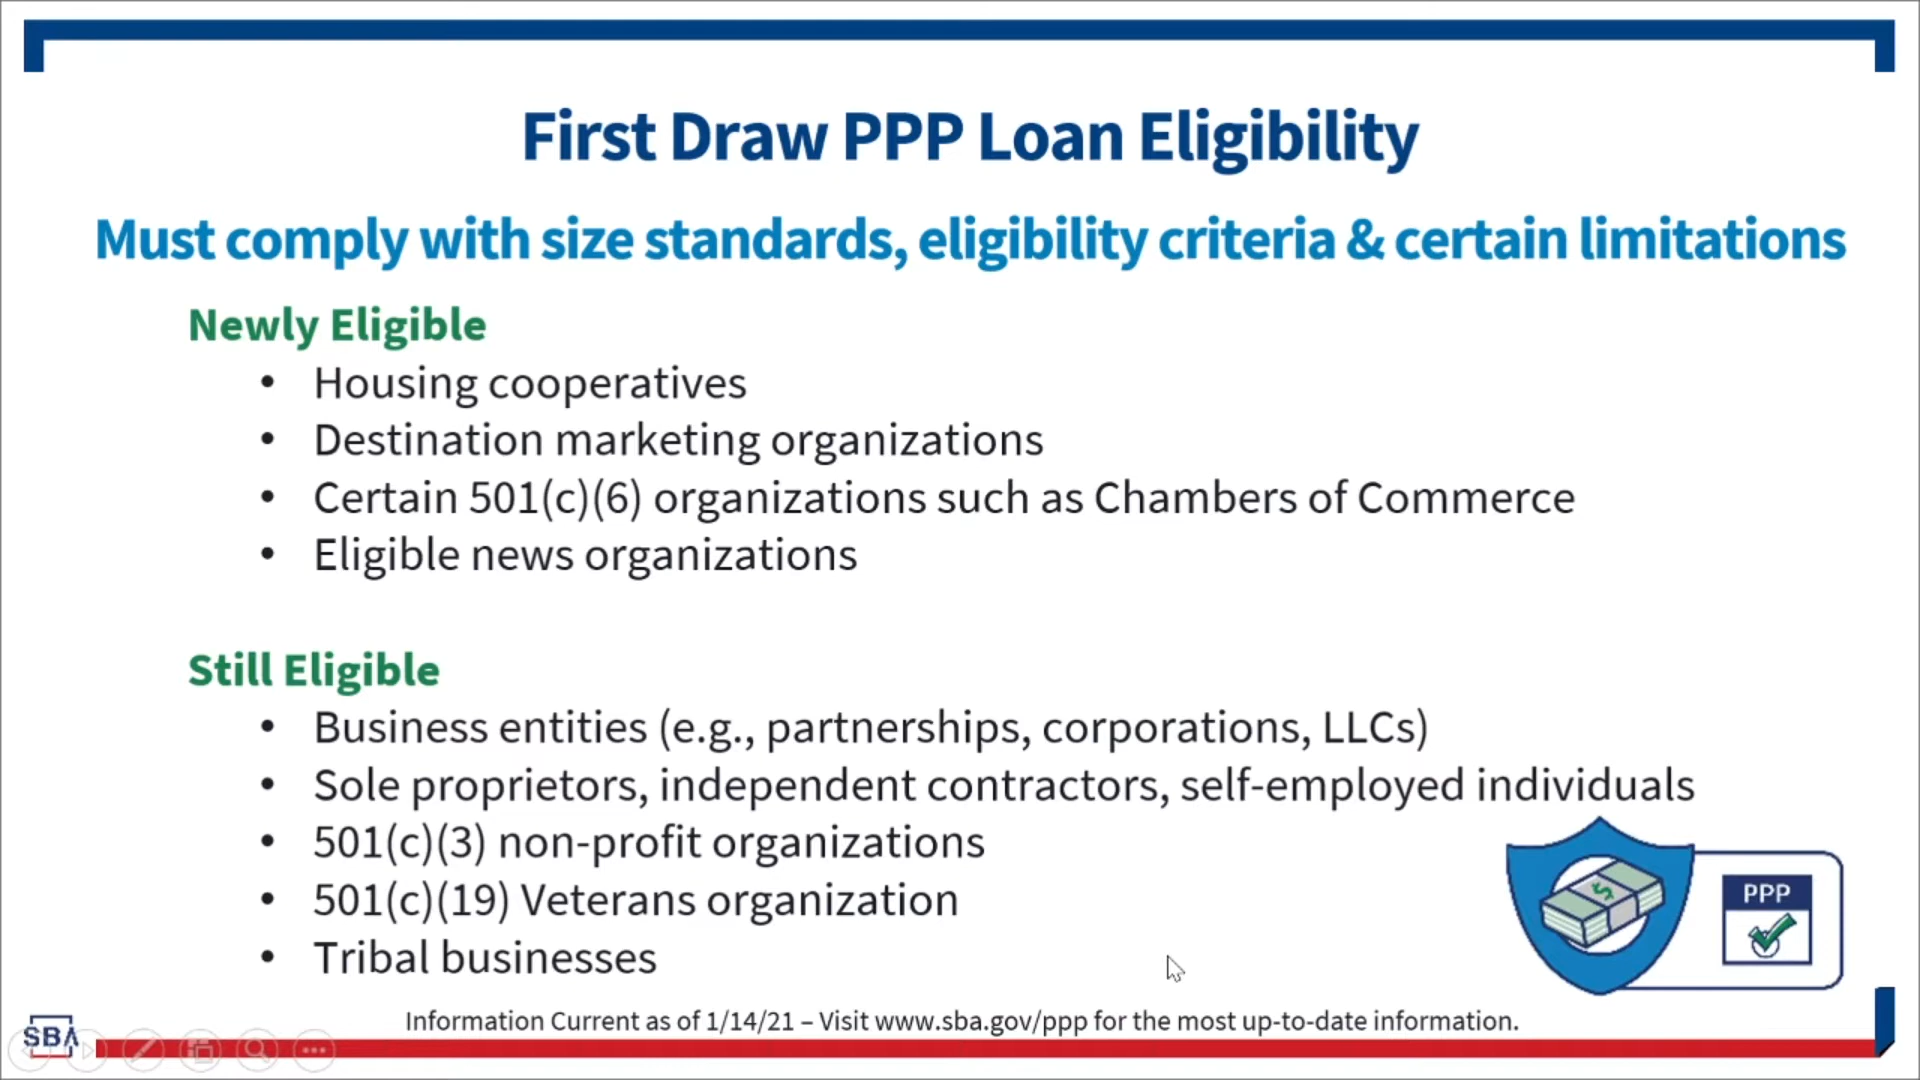 First Draw PPP Loan Eligibility
Must comply with size standards, eligibility criteria & certain limitations
Newly Eligible
• Housing cooperatives
• Destination marketing organizations
• Certain 501(c)(6) organizations such as Chambers of Commerce
• Eligible news organizations
Still Eligible
• Business entities (e.g., partnerships, corporations, LLCs)
• Sole proprietors, independent contractors, self-employed individuals
• 501(c)(3) non-profit organizations
• 501(c)(19) Veterans organization
• Tribal businesses
PPP
Information Current as of 1/14/21 – Visit www.sba.gov/ppp for the most up-to-date information.
SBA